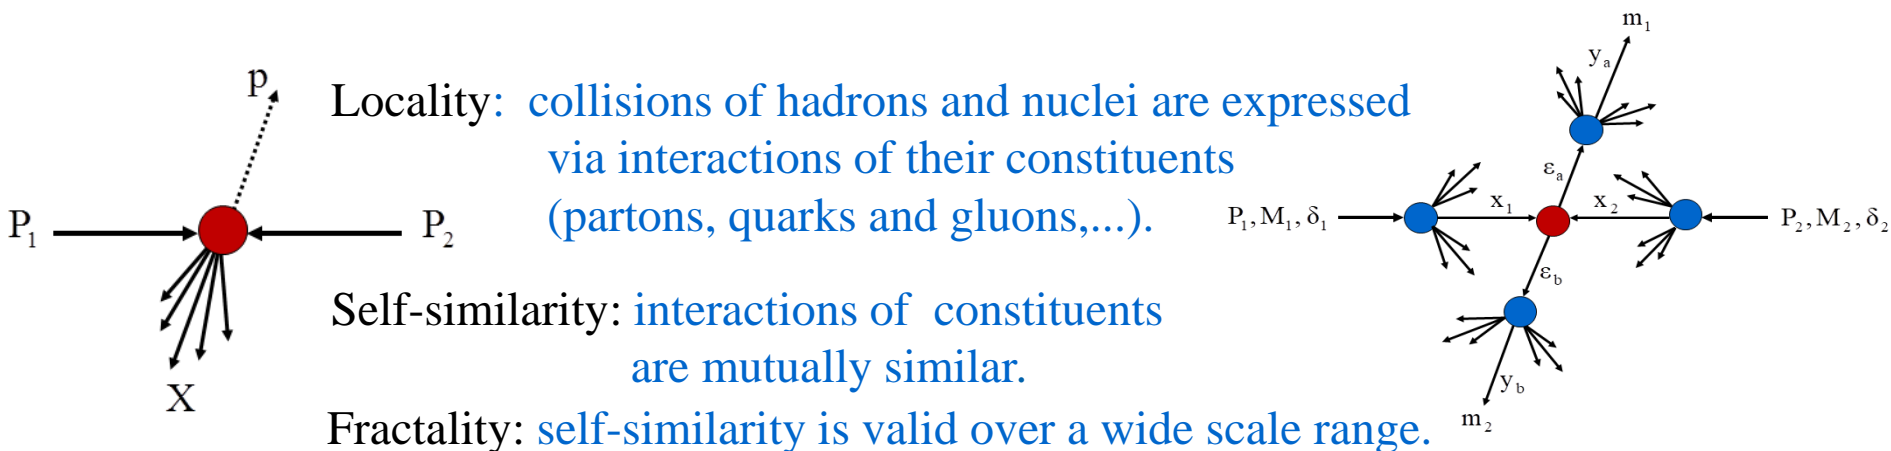 p
P₁
P₂
X
Locality: collisions of hadrons and nuclei are expressed
via interactions of their constituents
(partons, quarks and gluons,...).
Self-similarity: interactions of constituents
are mutually similar.
Fractality: self-similarity is valid over a wide scale range.
m₁
yₐ
εₐ
P₁, M₁, δ₁
x₁
x₂
P₂, M₂, δ₂
ε_b
y_b
m₂